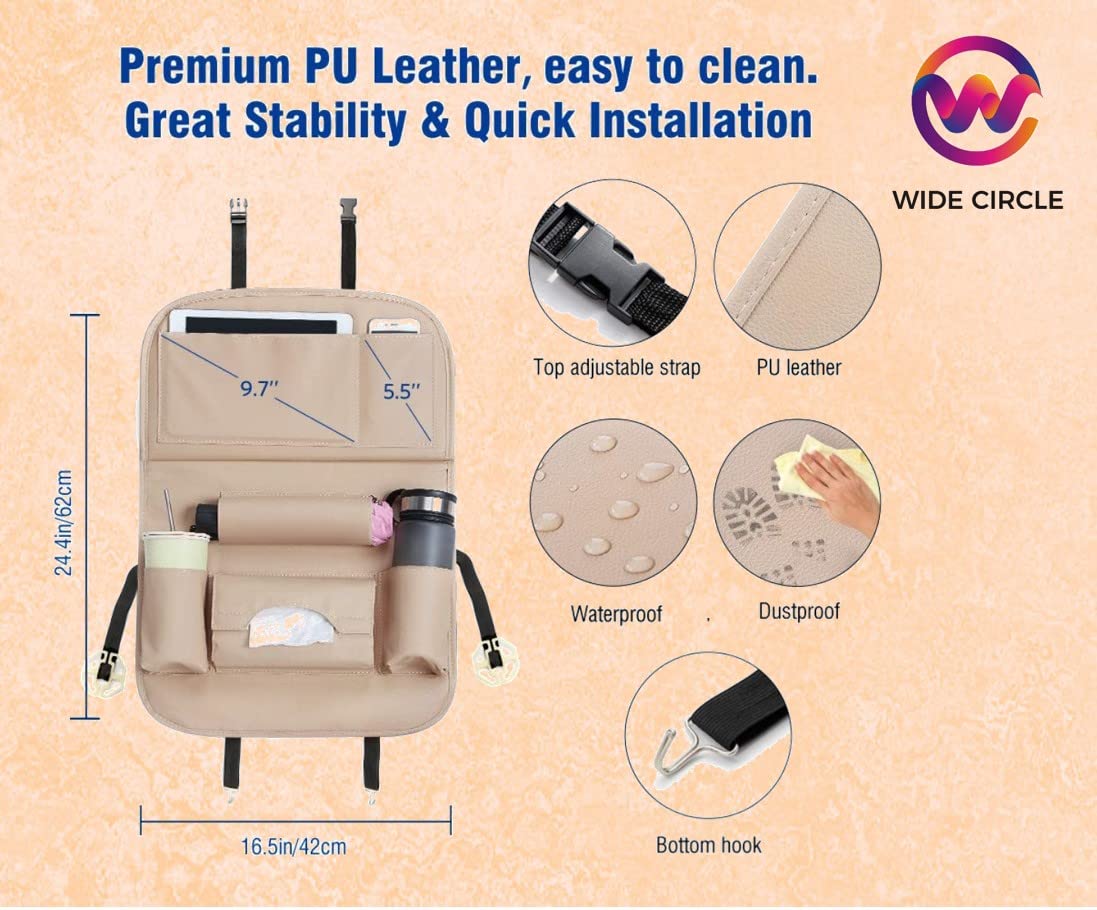 Premium PU Leather, easy to clean.
Great Stability & Quick Installation
WIDE CIRCLE
9.7''
5.5''
24.4in/62cm
16.5in/42cm
Top adjustable strap
PU leather
Waterproof
.
Dustproof
Bottom hook